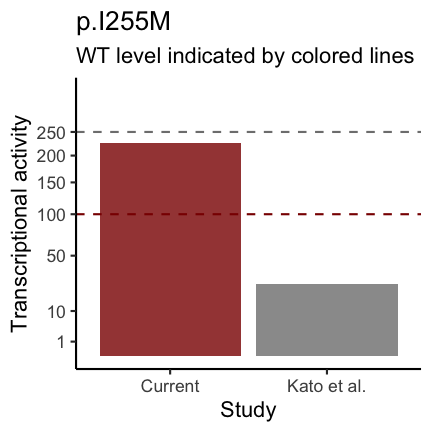 p.I255M
WT level indicated by colored lines
Transcriptional activity
250
200
150
100
50
10
1
Current
Kato et al.
Study